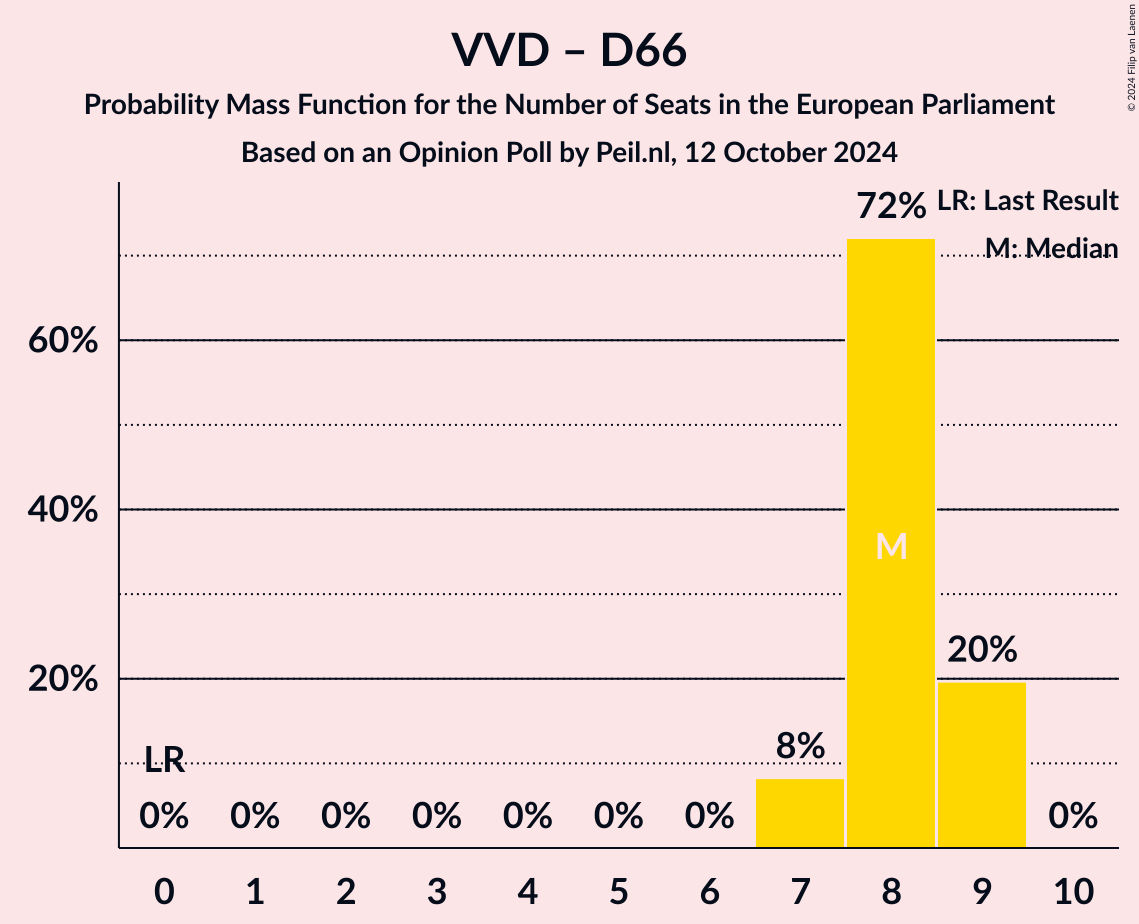 VVD – D66
Probability Mass Function for the Number of Seats in the European Parliament
Based on an Opinion Poll by Peil.nl, 12 October 2024
© 2024 Filip van Laenen
LR: Last Result
M: Median
72%
60%
40%
M
20%
20%
8%
LR
0% 0% 0% 0% 0% 0% 0% 0%
0 1 2 3 4 5 6 7 8 9 10